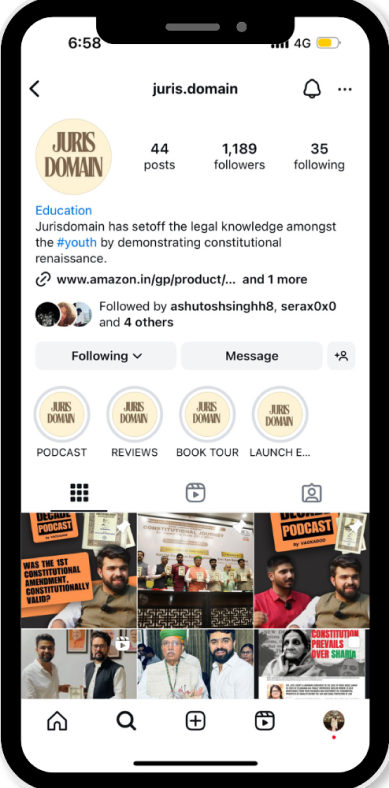 6:58
4G
juris.domain
JURIS
DOMAIN
44
posts
1,189
followers
35
following
Education
Jurisdomain has setoff the legal knowledge amongst
the #youth by demonstrating constitutional
renaissance.
www.amazon.in/gp/product/... and 1 more
Followed by ashutoshsinghh8, serax0x0
and 4 others
Following
Message
JURIS
DOMAIN
JURIS
DOMAIN
JURIS
DOMAIN
JURIS
DOMAIN
PODCAST
REVIEWS
BOOK TOUR
LAUNCH E...
DECADE
PODCAST
WAS THE 1ST
CONSTITUTIONAL
AMENDMENT,
CONSTITUTIONALLY
VALID?
CONSTITUTIONAL JOURNEY
PODCAST
CONSTITUTION
PREVAILS
OVER SHARIA